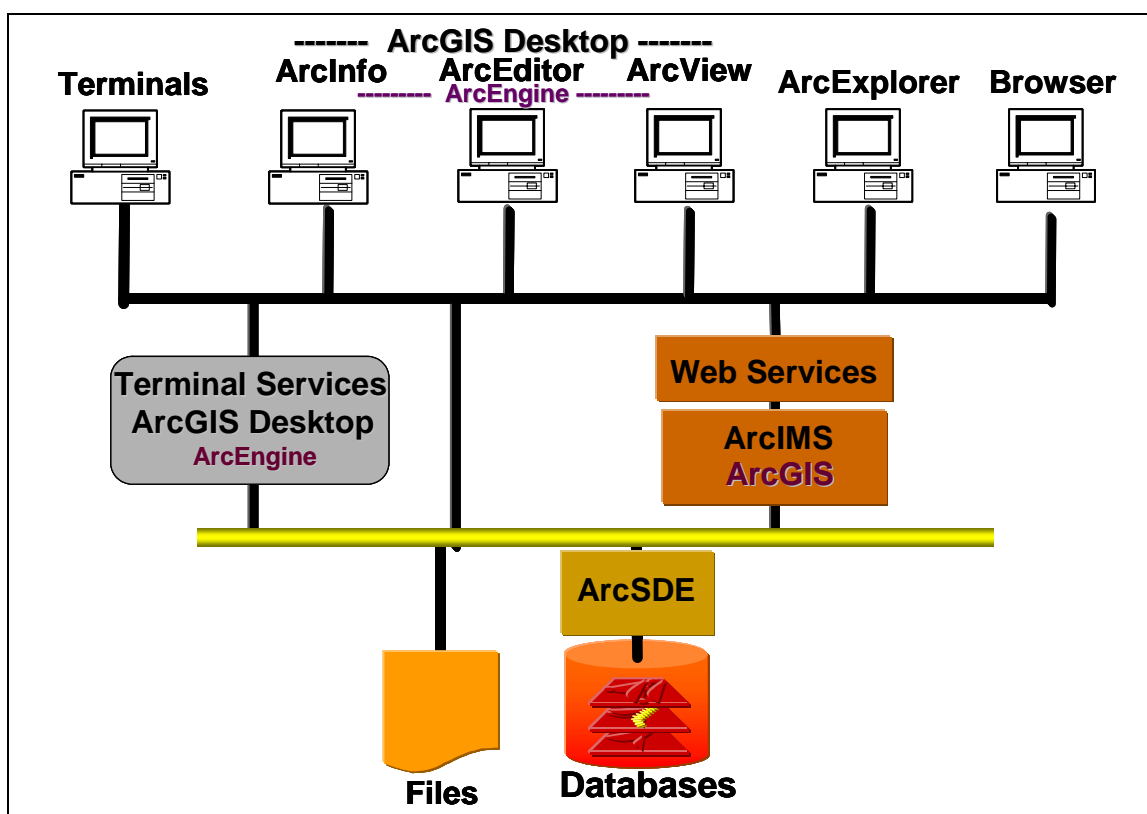 ------- ArcGIS Desktop -------
Terminals
ArcInfo
ArcEditor
ArcView
ArcExplorer
Browser
--------- ArcEngine ---------
Terminal Services
ArcGIS Desktop
ArcEngine
Web Services
ArcIMS
ArcGIS
ArcSDE
Files
Databases